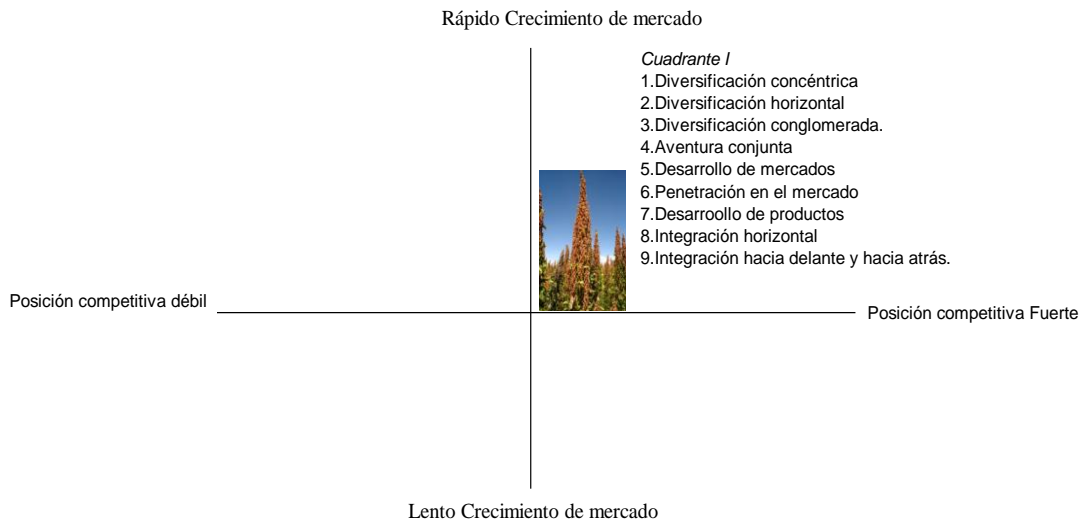 Rápido Crecimiento de mercado
Cuadrante I
1.Diversificación concéntrica
2.Diversificación horizontal
3.Diversificación conglomerada.
4.Aventura conjunta
5.Desarrollo de mercados
6.Penetración en el mercado
7.Desarroollo de productos
8.Integración horizontal
9.Integración hacia delante y hacia atrás.
Posición competitiva débil
Posición competitiva Fuerte
Lento Crecimiento de mercado